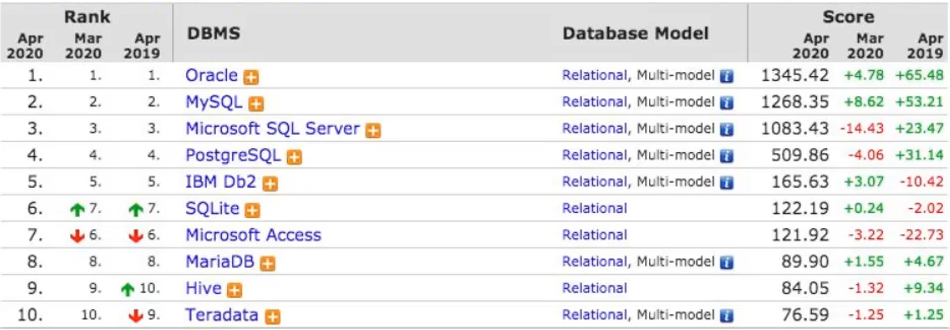 Rank Score
Apr 2020 Mar 2020 Apr 2019 DBMS Database Model Apr 2020 Mar 2020 Apr 2019
1. 1. 1. Oracle Relational, Multi-model i 1345.42 +4.78 +65.48
2. 2. 2. MySQL Relational, Multi-model i 1268.35 +8.62 +53.21
3. 3. 3. Microsoft SQL Server Relational, Multi-model i 1083.43 -14.43 +23.47
4. 4. 4. PostgreSQL Relational, Multi-model i 509.86 -4.06 +31.14
5. 5. 5. IBM Db2 Relational, Multi-model i 165.63 +3.07 -10.42
6. 7. 7. SQLite Relational 122.19 +0.24 -2.02
7. 6. 6. Microsoft Access Relational 121.92 -3.22 -22.73
8. 8. 8. MariaDB Relational, Multi-model i 89.90 +1.55 +4.67
9. 9. 10. Hive Relational 84.05 -1.32 +9.34
10. 10. 9. Teradata Relational, Multi-model i 76.59 -1.25 +1.25